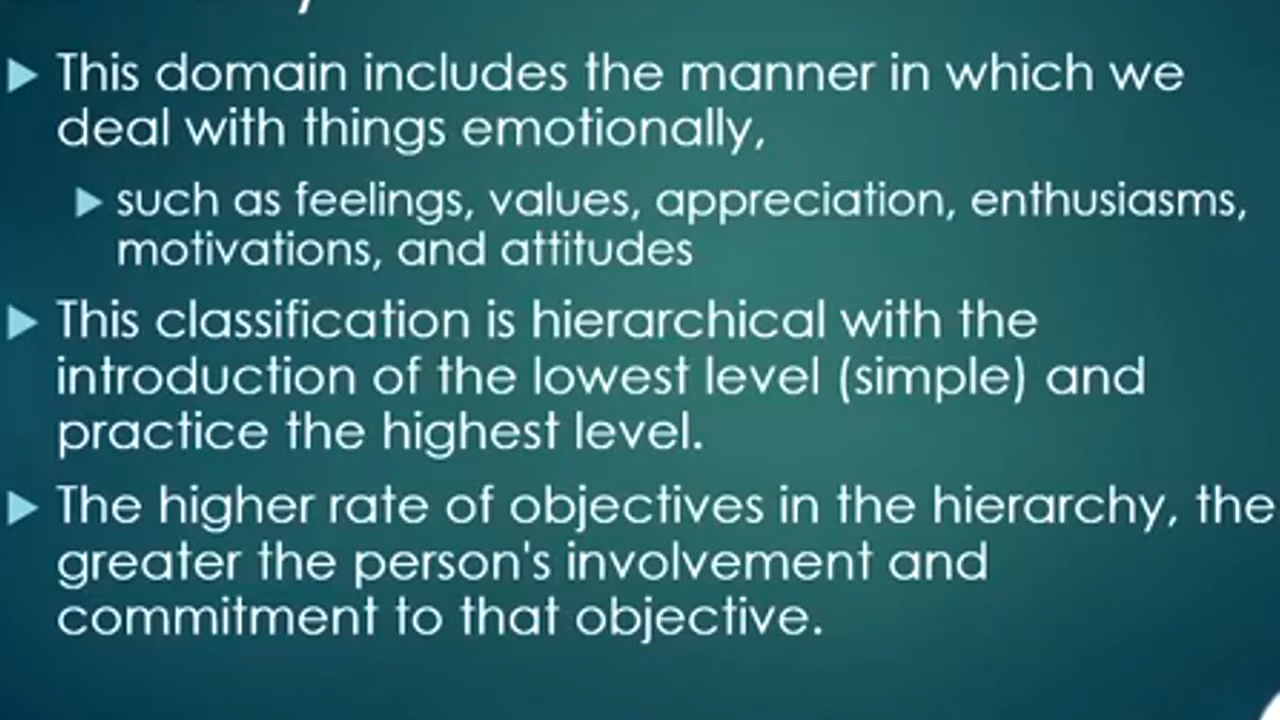 This domain includes the manner in which we
deal with things emotionally,
such as feelings, values, appreciation, enthusiasms,
motivations, and attitudes
This classification is hierarchical with the
introduction of the lowest level (simple) and
practice the highest level.
The higher rate of objectives in the hierarchy, the
greater the person's involvement and
commitment to that objective.